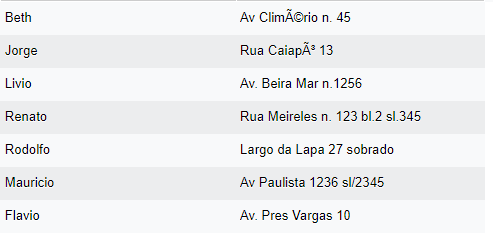 Beth Av ClimÃ©rio n. 45
Jorge Rua CaiapÃ³ 13
Livio Av. Beira Mar n.1256
Renato Rua Meireles n. 123 bl.2 sl.345
Rodolfo Largo da Lapa 27 sobrado
Mauricio Av Paulista 1236 sl/2345
Flavio Av. Pres Vargas 10